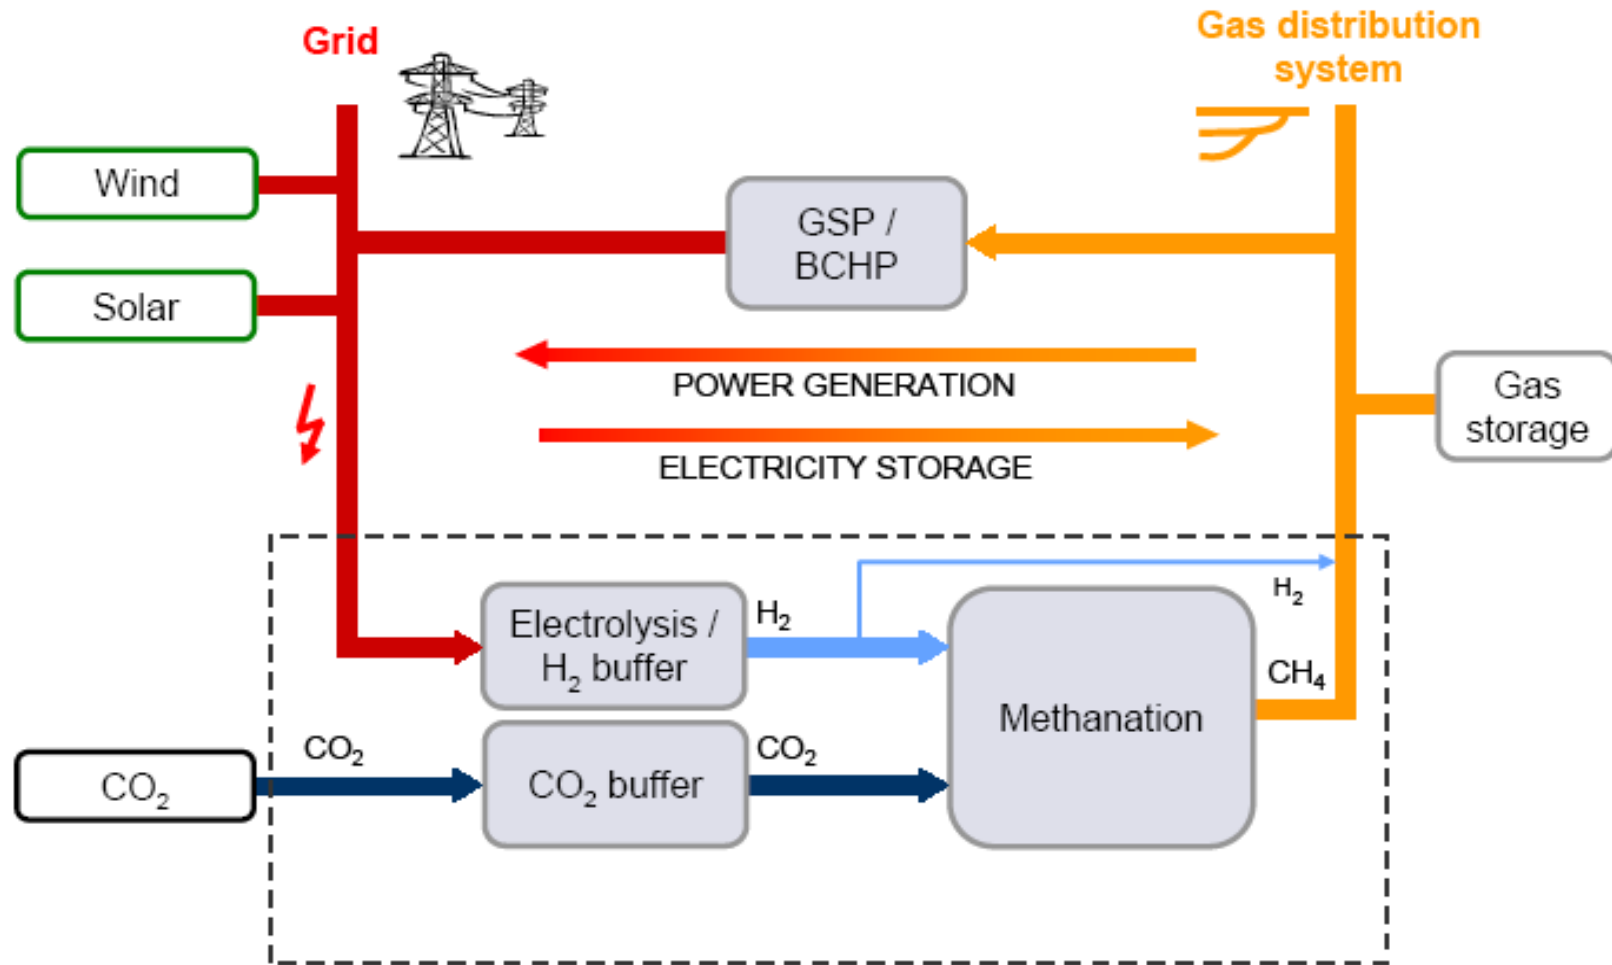 Grid
Gas distribution
system
Wind
GSP /
BCHP
Solar
POWER GENERATION
Gas
storage
ELECTRICITY STORAGE
H₂
Electrolysis /
H₂ buffer
H₂
CH₄
Methanation
CO₂
CO₂
CO₂
CO₂ buffer